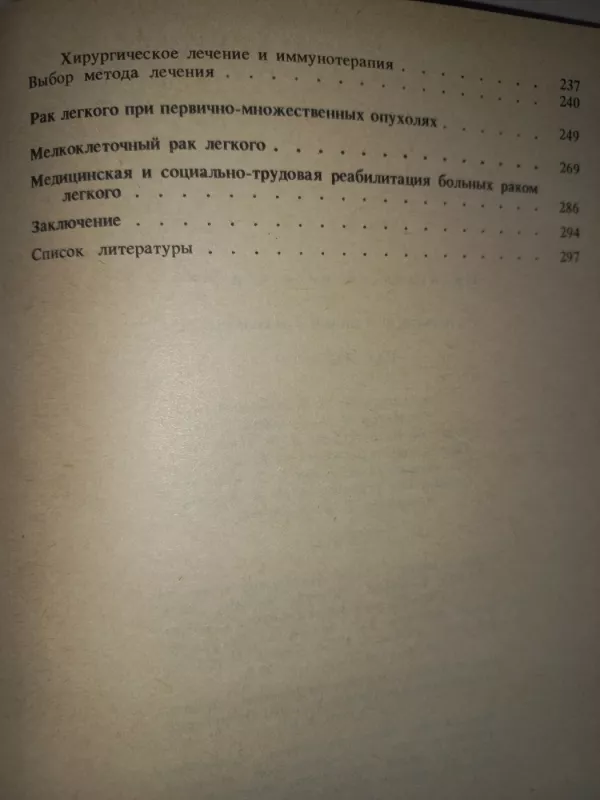 Хирургическое лечение и иммунотерапия . . . . . . . . . 237
Выбор метода лечения . . . . . . . . . . . . . . . . . 240
Рак легкого при первично-множественных опухолях . . . . . . 249
Мелкоклеточный рак легкого . . . . . . . . . . . . . . 269
Медицинская и социально-трудовая реабилитация больных раком
легкого . . . . . . . . . . . . . . . . . . . . . 286
Заключение . . . . . . . . . . . . . . . . . . . . . 294
Список литературы . . . . . . . . . . . . . . . . . . 297